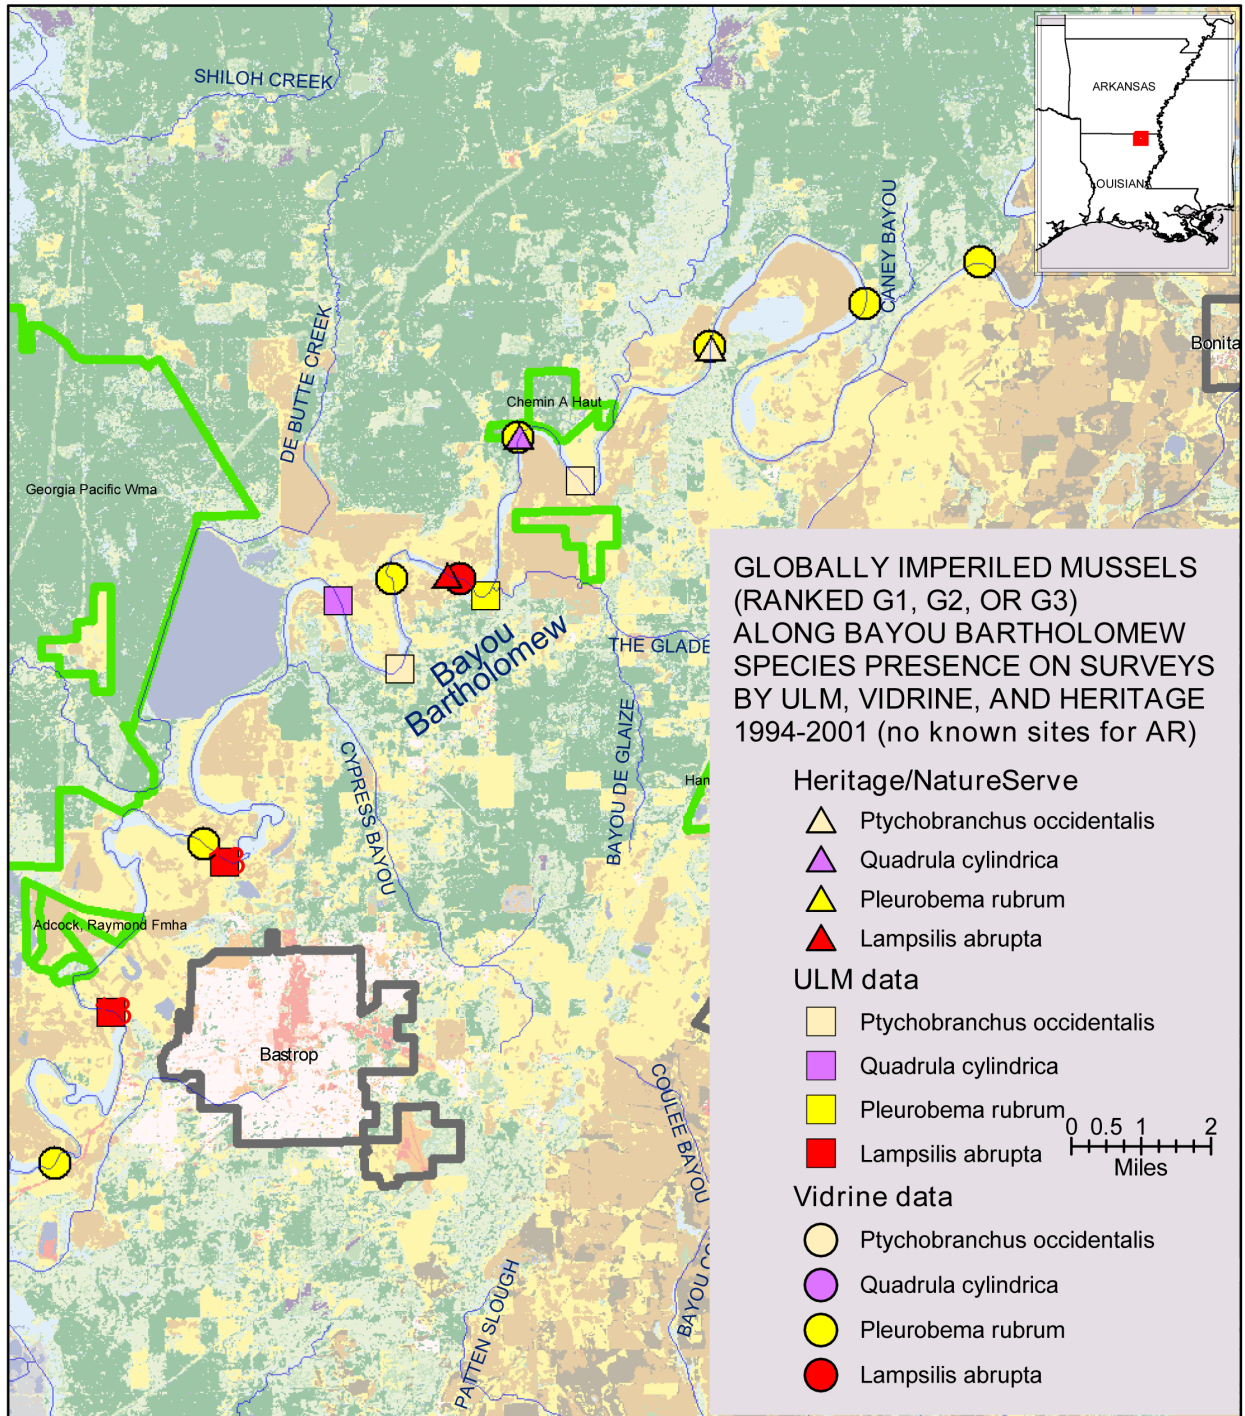 SHILOH CREEK
ARKANSAS
LOUISIANA
CANEY BAYOU
DE BUTTE CREEK
Bonita
Chemin A Haut
Georgia Pacific Wma
Bayou
Bartholomew
THE GLADE
BAYOU DE GLAIZE
CYPRESS BAYOU
Han
Adcock, Raymond Fmha
Bastrop
COULEE BAYOU
BAYOU CO
PATTEN SLOUGH
GLOBALLY IMPERILED MUSSELS
(RANKED G1, G2, OR G3)
ALONG BAYOU BARTHOLOMEW
SPECIES PRESENCE ON SURVEYS
BY ULM, VIDRINE, AND HERITAGE
1994-2001 (no known sites for AR)
Heritage/NatureServe
Ptychobranchus occidentalis
Quadrula cylindrica
Pleurobema rubrum
Lampsilis abrupta
ULM data
Ptychobranchus occidentalis
Quadrula cylindrica
Pleurobema rubrum
Lampsilis abrupta
0 0.5 1 2
Miles
Vidrine data
Ptychobranchus occidentalis
Quadrula cylindrica
Pleurobema rubrum
Lampsilis abrupta